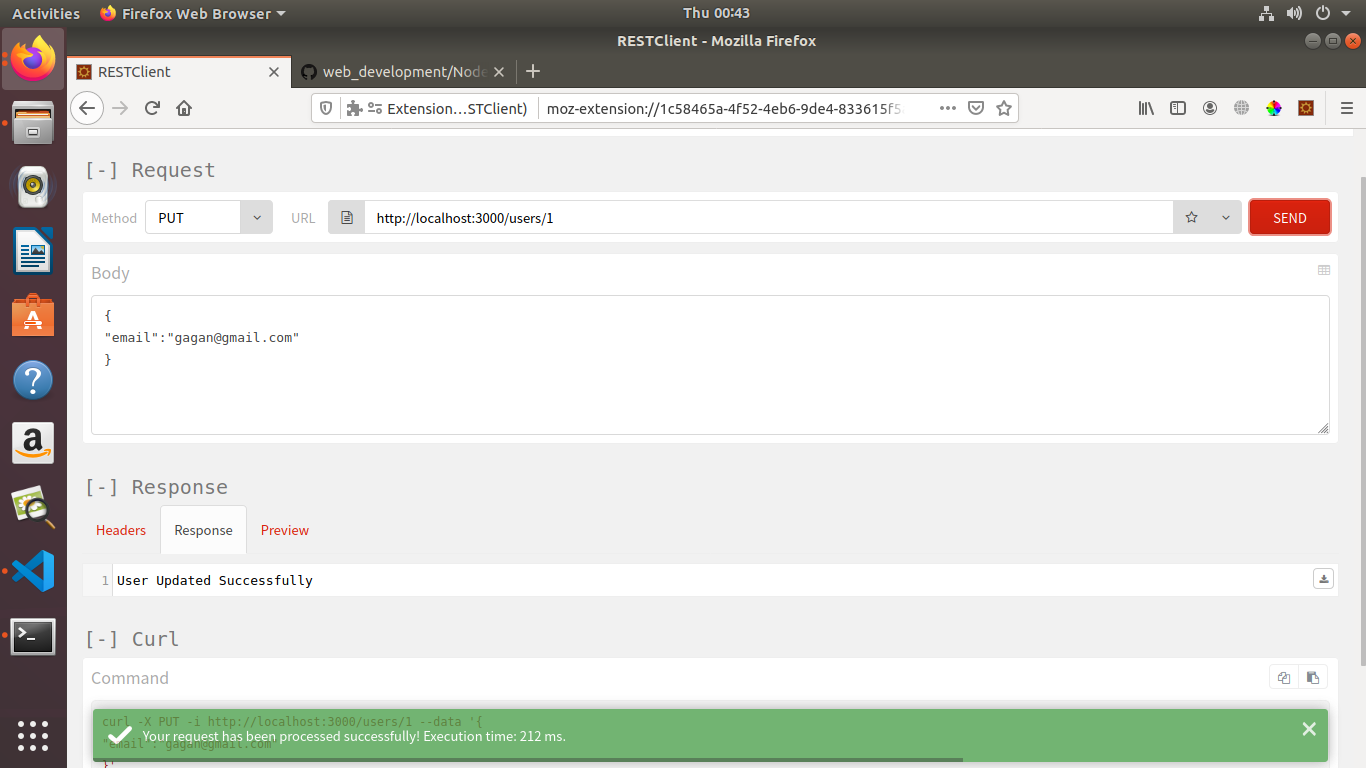 Activities Firefox Web Browser Thu 00:43
RESTClient - Mozilla Firefox
RESTClient web_development/Node
Extension…STClient) moz-extension://1c58465a-4f52-4eb6-9de4-833615f5
[-] Request
Method PUT URL http://localhost:3000/users/1 SEND
Body
{
"email":"gagan@gmail.com"
}
[-] Response
Headers Response Preview
1 User Updated Successfully
[-] Curl
Command
curl -X PUT -i http://localhost:3000/users/1 --data '{
Your request has been processed successfully! Execution time: 212 ms.
"email":"gagan@gmail.com"
}'